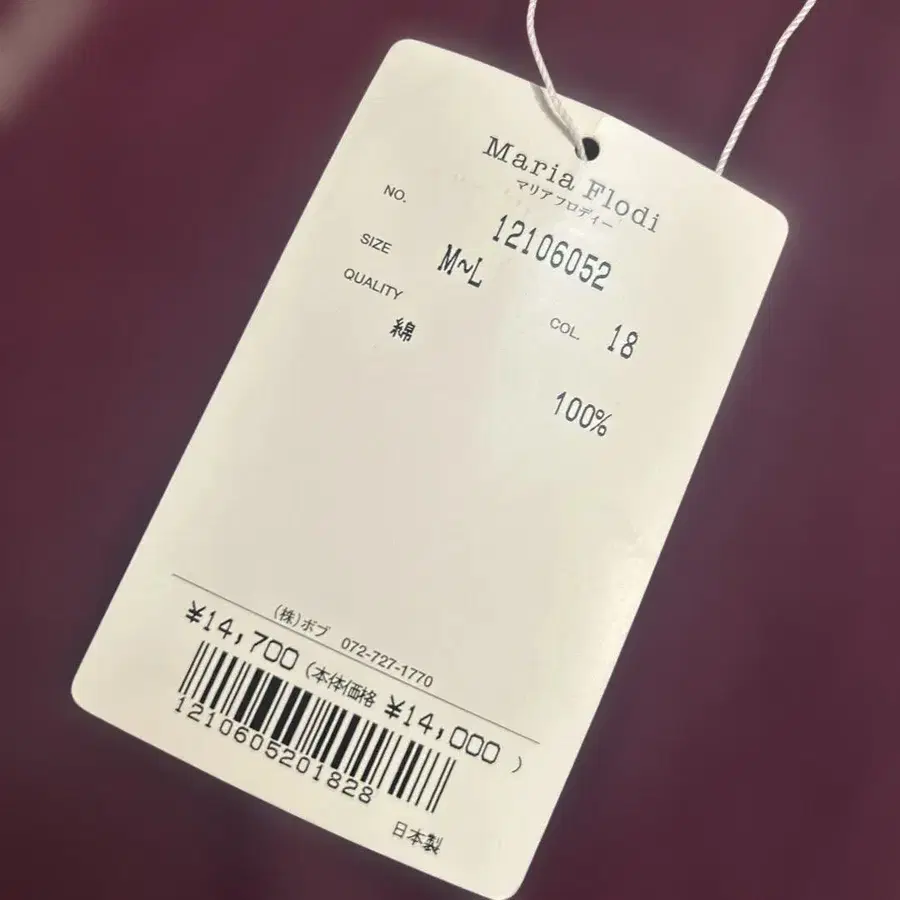 Maria Flodi
マリア フロディー
NO. 12106052
SIZE M~L COL. 18
QUALITY
綿 100%
(株)ボブ 072-727-1770
¥14,700 (本体価格 ¥14,000 )
1210605201828
日本製